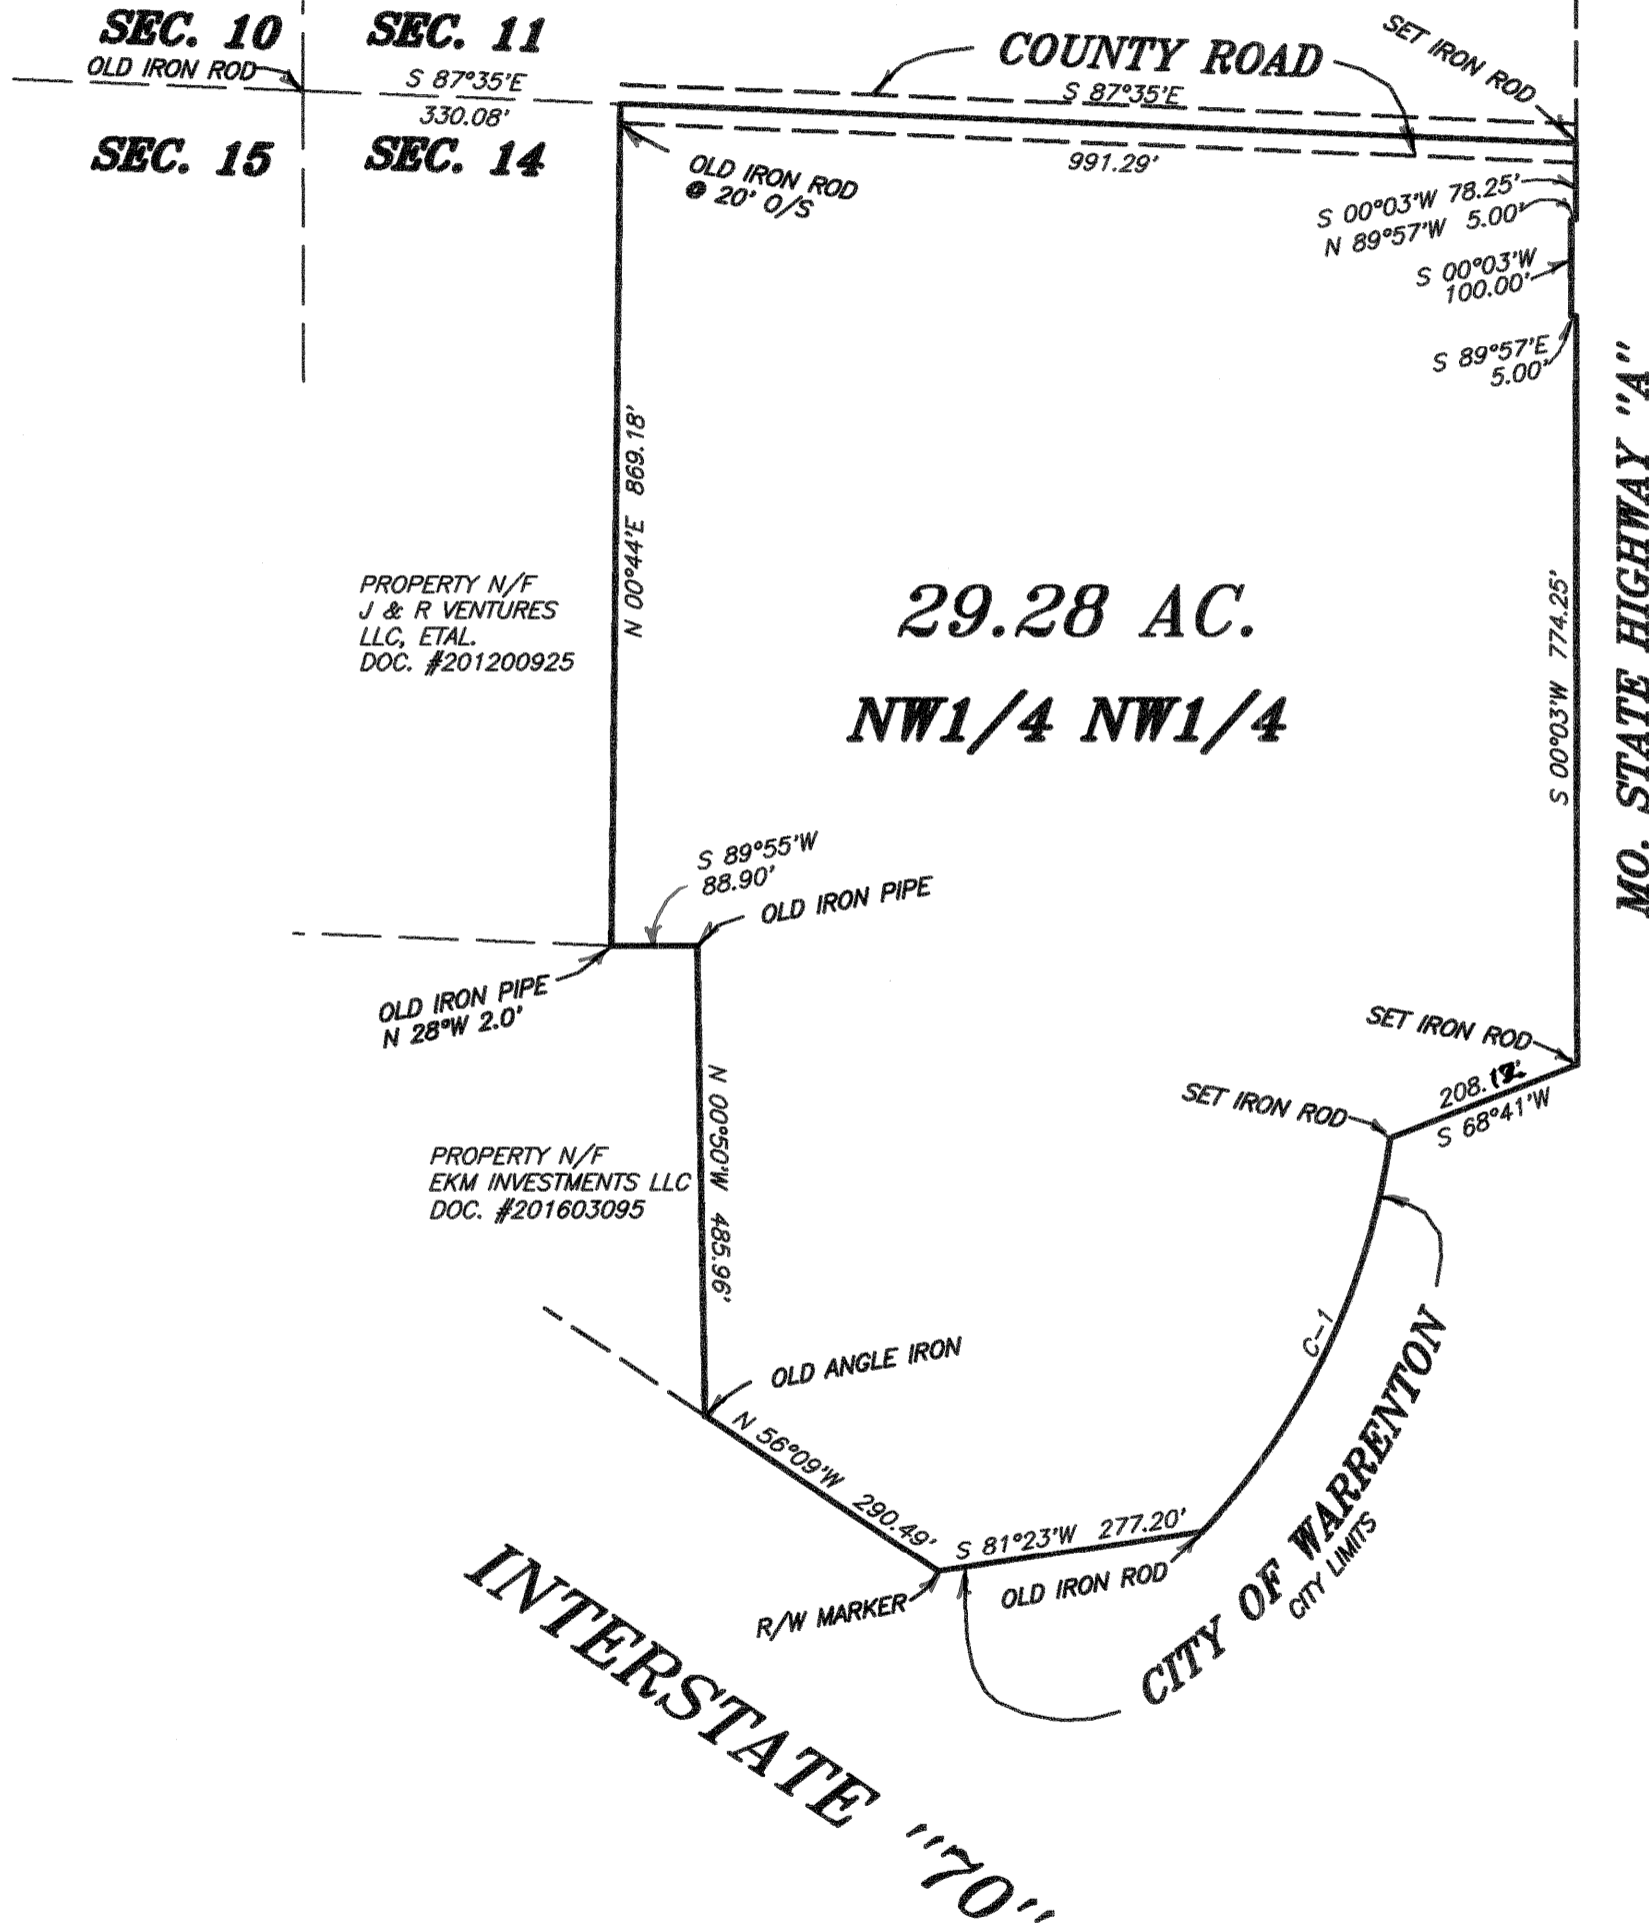 SEC. 10
SEC. 11
COUNTY ROAD
SET IRON ROD
OLD IRON ROD
S 87°35'E
330.08'
S 87°35'E
991.29'
SEC. 15
SEC. 14
OLD IRON ROD
@ 20' O/S
S 00°03'W 78.25'
N 89°57'W 5.00'
S 00°03'W
100.00'
S 89°57'E
5.00'
MO. STATE HIGHWAY "A"
N 00°44'E 869.18'
S 00°03'W 774.25'
PROPERTY N/F
J & R VENTURES
LLC, ETAL.
DOC. #201200925
29.28 AC.
NW1/4 NW1/4
S 89°55'W
88.90'
OLD IRON PIPE
OLD IRON PIPE
N 28°W 2.0'
SET IRON ROD
SET IRON ROD
208.12'
S 68°41'W
N 00°50'W 485.96'
PROPERTY N/F
EKM INVESTMENTS LLC
DOC. #201603095
C-1
OLD ANGLE IRON
N 56°09'W 290.49'
S 81°23'W 277.20'
OLD IRON ROD
R/W MARKER
CITY OF WARRENTON
CITY LIMITS
INTERSTATE "70"